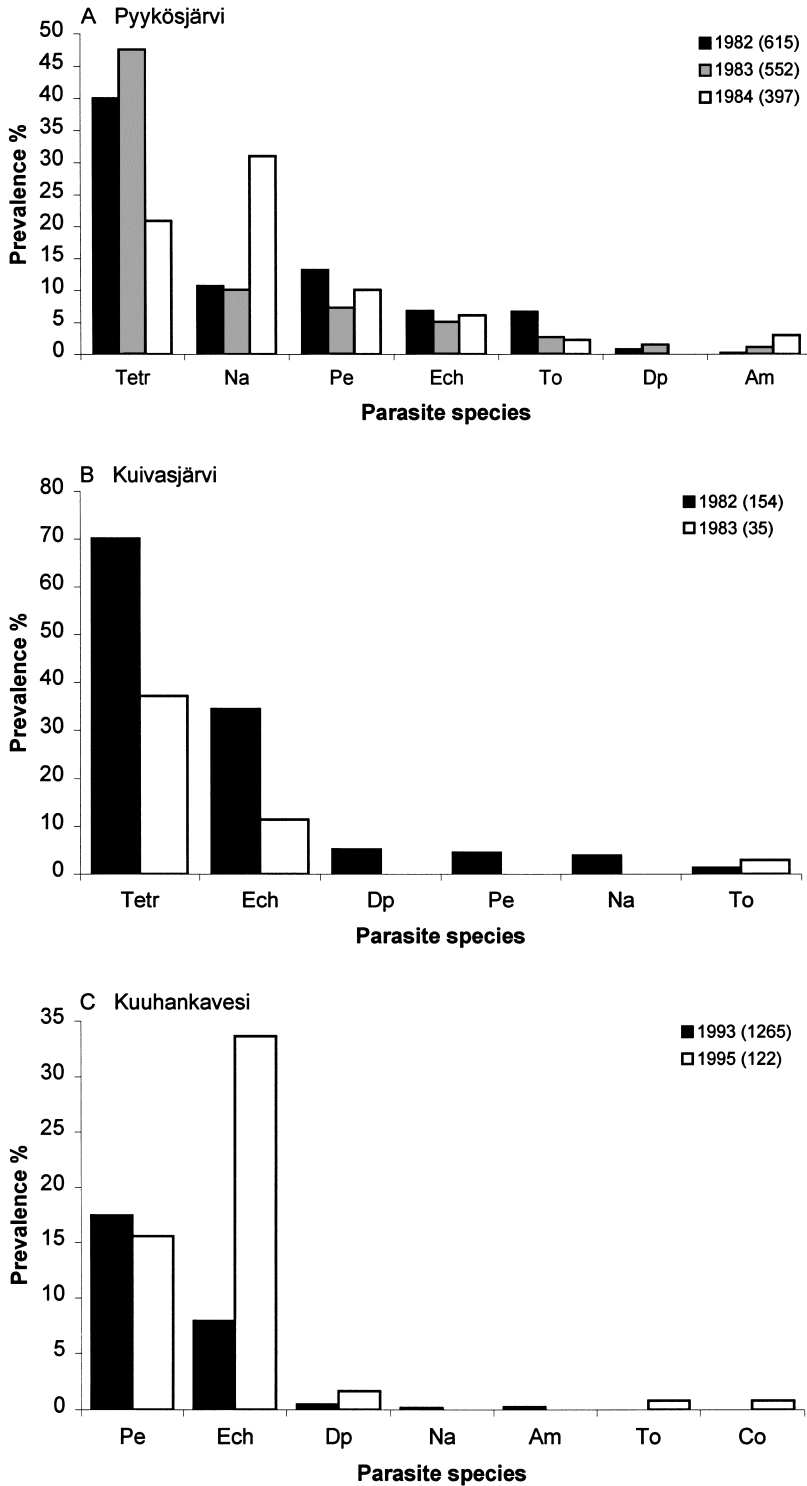 A Pyykösjärvi
1982 (615)
1983 (552)
1984 (397)
Prevalence %
50
45
40
35
30
25
20
15
10
5
0
Tetr Na Pe Ech To Dp Am
Parasite species
B Kuivasjärvi
1982 (154)
1983 (35)
Prevalence %
80
70
60
50
40
30
20
10
0
Tetr Ech Dp Pe Na To
Parasite species
C Kuuhankavesi
1993 (1265)
1995 (122)
Prevalence %
35
30
25
20
15
10
5
0
Pe Ech Dp Na Am To Co
Parasite species